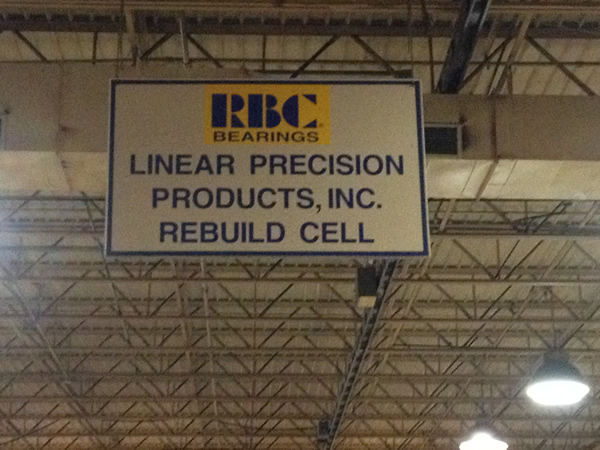 RBC
BEARINGS
LINEAR PRECISION
PRODUCTS, INC.
REBUILD CELL